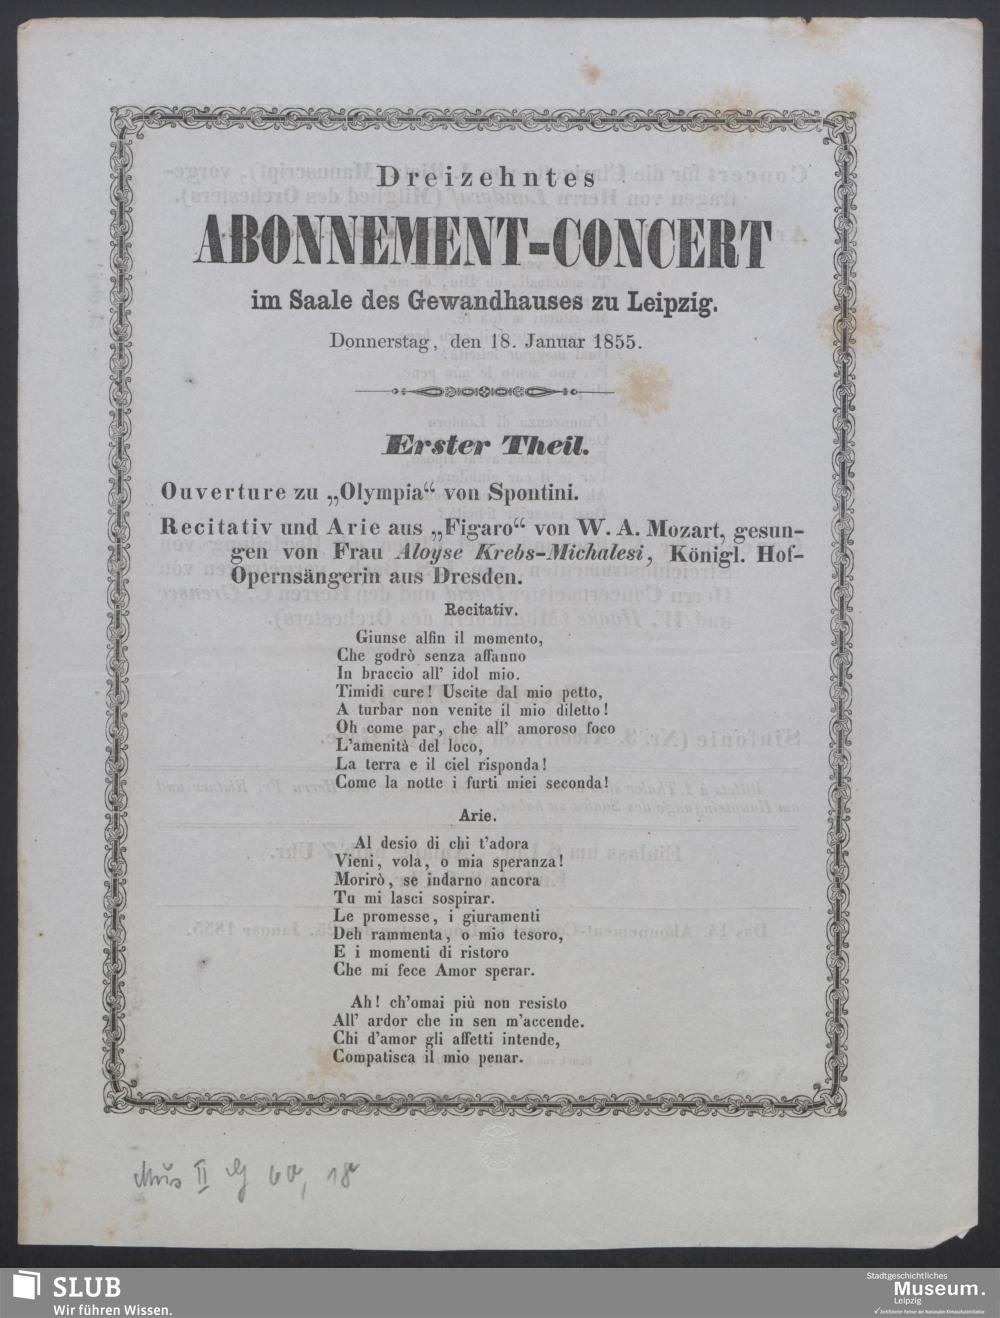 Dreizehntes
ABONNEMENT-CONCERT
im Saale des Gewandhauses zu Leipzig.
Donnerstag, den 18. Januar 1855.
Erster Theil.
Ouverture zu „Olympia“ von Spontini.
Recitativ und Arie aus „Figaro“ von W. A. Mozart, gesun-
gen von Frau Aloyse Krebs-Michalesi, Königl. Hof-
Opernsängerin aus Dresden.
Recitativ.
Giunse alfin il momento,
Che godrò senza affanno
In braccio all' idol mio.
Timidi cure! Uscite dal mio petto,
A turbar non venite il mio diletto!
Oh come par, che all' amoroso foco
L'amenità del loco,
La terra e il ciel risponda!
Come la notte i furti miei seconda!
Arie.
Al desio di chi t'adora
Vieni, vola, o mia speranza!
Morirò, se indarno ancora
Tu mi lasci sospirar.
Le promesse, i giuramenti
Deh rammenta, o mio tesoro,
E i momenti di ristoro
Che mi fece Amor sperar.
Ah! ch'omai più non resisto
All' ardor che in sen m'accende.
Chi d'amor gli affetti intende,
Compatisca il mio penar.
II
SLUB
Wir führen Wissen.
Stadtgeschichtliches
Museum.
Leipzig